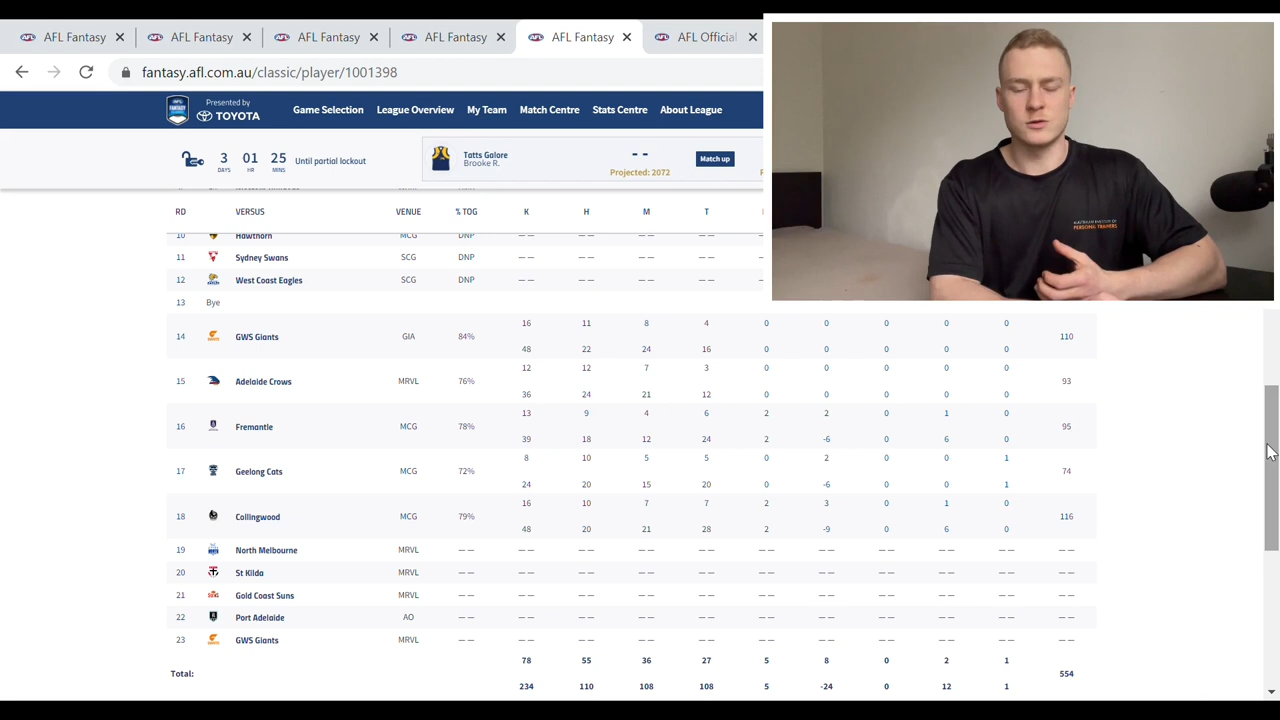 AFL Fantasy
AFL Fantasy
AFL Fantasy
AFL Fantasy
AFL Fantasy
AFL Official
fantasy.afl.com.au/classic/player/1001398
AFL FANTASY CLASSIC
Presented by
TOYOTA
Game Selection League Overview My Team Match Centre Stats Centre About League
3 01 25 Until partial lockout
DAYS HR MINS
Tatts Galore
Brooke R.
- -
Projected: 2072
Match up
AUSTRALIAN INSTITUTE OF
PERSONAL TRAINERS
RD VERSUS VENUE % TOG K H M T
10 Hawthorn MCG DNP – – – – – – – –
11 Sydney Swans SCG DNP – – – – – – – –
12 West Coast Eagles SCG DNP – – – – – – – –
13 Bye
16 11 8 4 0 0 0 0 0
14 GWS Giants GIA 84% 110
48 22 24 16 0 0 0 0 0
12 12 7 3 0 0 0 0 0
15 Adelaide Crows MRVL 76% 93
36 24 21 12 0 0 0 0 0
13 9 4 6 2 2 0 1 0
16 Fremantle MCG 78% 95
39 18 12 24 2 -6 0 6 0
8 10 5 5 0 2 0 0 1
17 Geelong Cats MCG 72% 74
24 20 15 20 0 -6 0 0 1
16 10 7 7 2 3 0 1 0
18 Collingwood MCG 79% 116
48 20 21 28 2 -9 0 6 0
19 North Melbourne MRVL – – – – – – – – – – – – – – – – – – – – – –
20 St Kilda MRVL – – – – – – – – – – – – – – – – – – – – – –
21 Gold Coast Suns MRVL – – – – – – – – – – – – – – – – – – – – – –
22 Port Adelaide AO – – – – – – – – – – – – – – – – – – – – – –
23 GWS Giants MRVL – – – – – – – – – – – – – – – – – – – – – –
78 55 36 27 5 8 0 2 1
Total: 554
234 110 108 108 5 -24 0 12 1